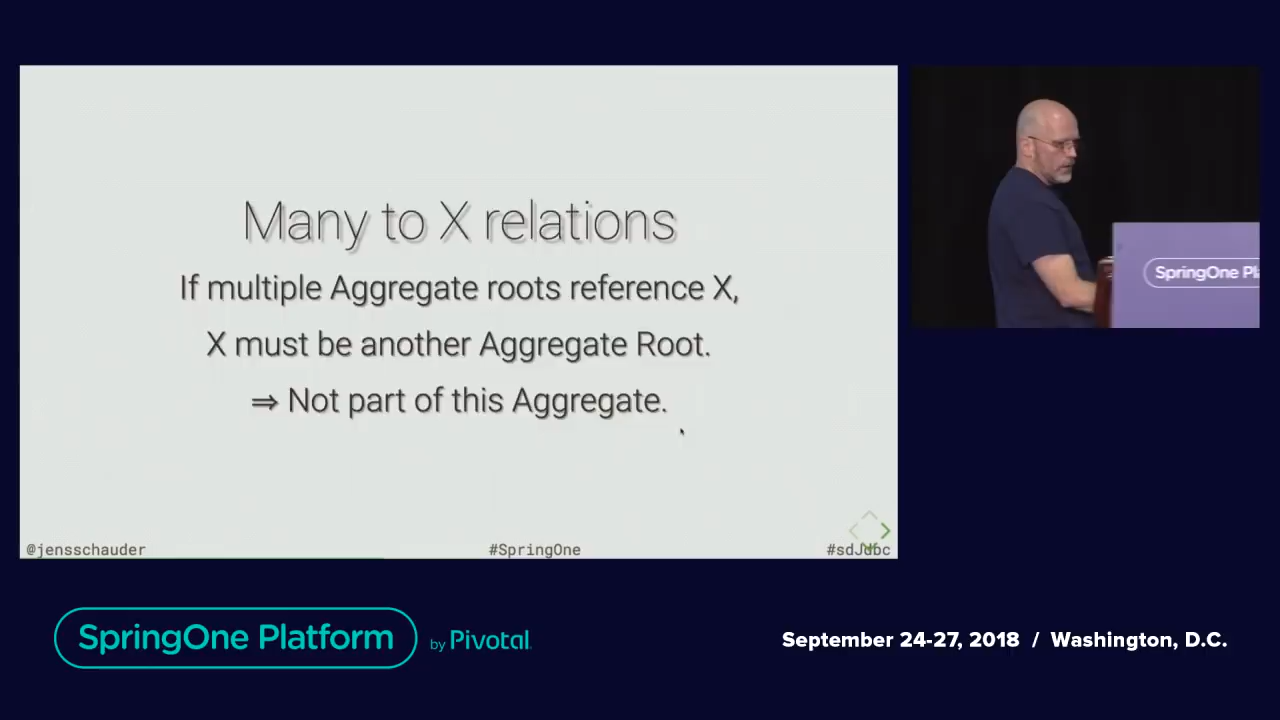 Many to X relations
If multiple Aggregate roots reference X,
X must be another Aggregate Root.
⇒ Not part of this Aggregate.
@jensschauder
#SpringOne
#sdJdbc
SpringOne Pl
SpringOne Platform
by Pivotal
September 24-27, 2018 / Washington, D.C.